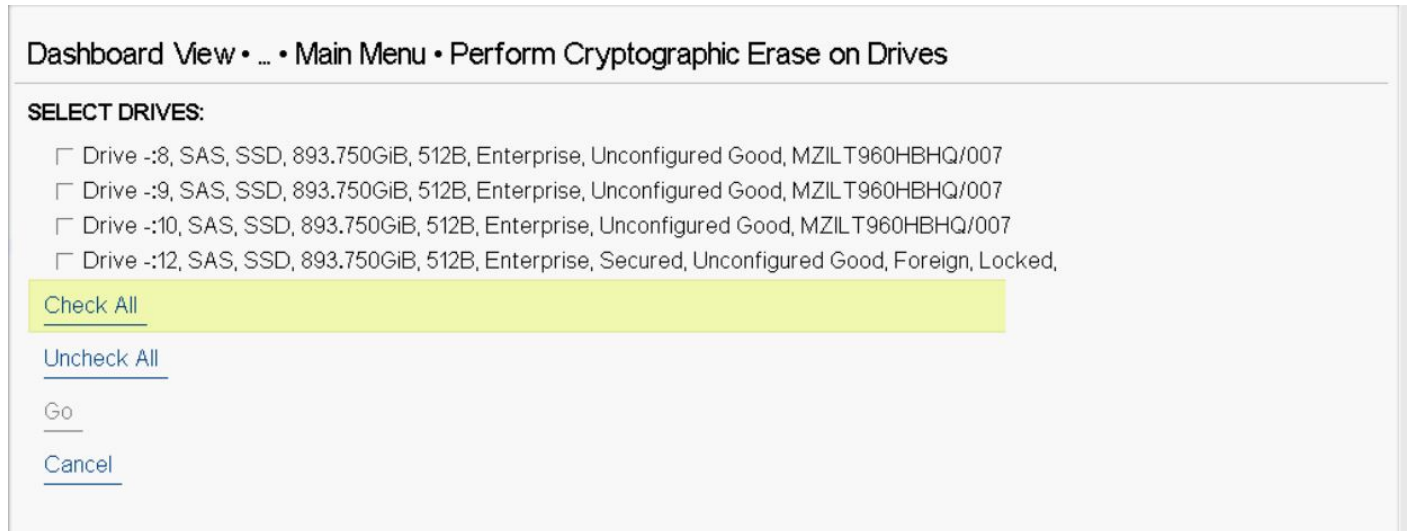 Dashboard View • ... • Main Menu • Perform Cryptographic Erase on Drives
SELECT DRIVES:
Drive -:8, SAS, SSD, 893.750GiB, 512B, Enterprise, Unconfigured Good, MZILT960HBHQ/007
Drive -:9, SAS, SSD, 893.750GiB, 512B, Enterprise, Unconfigured Good, MZILT960HBHQ/007
Drive -:10, SAS, SSD, 893.750GiB, 512B, Enterprise, Unconfigured Good, MZILT960HBHQ/007
Drive -:12, SAS, SSD, 893.750GiB, 512B, Enterprise, Secured, Unconfigured Good, Foreign, Locked,
Check All
Uncheck All
Go
Cancel